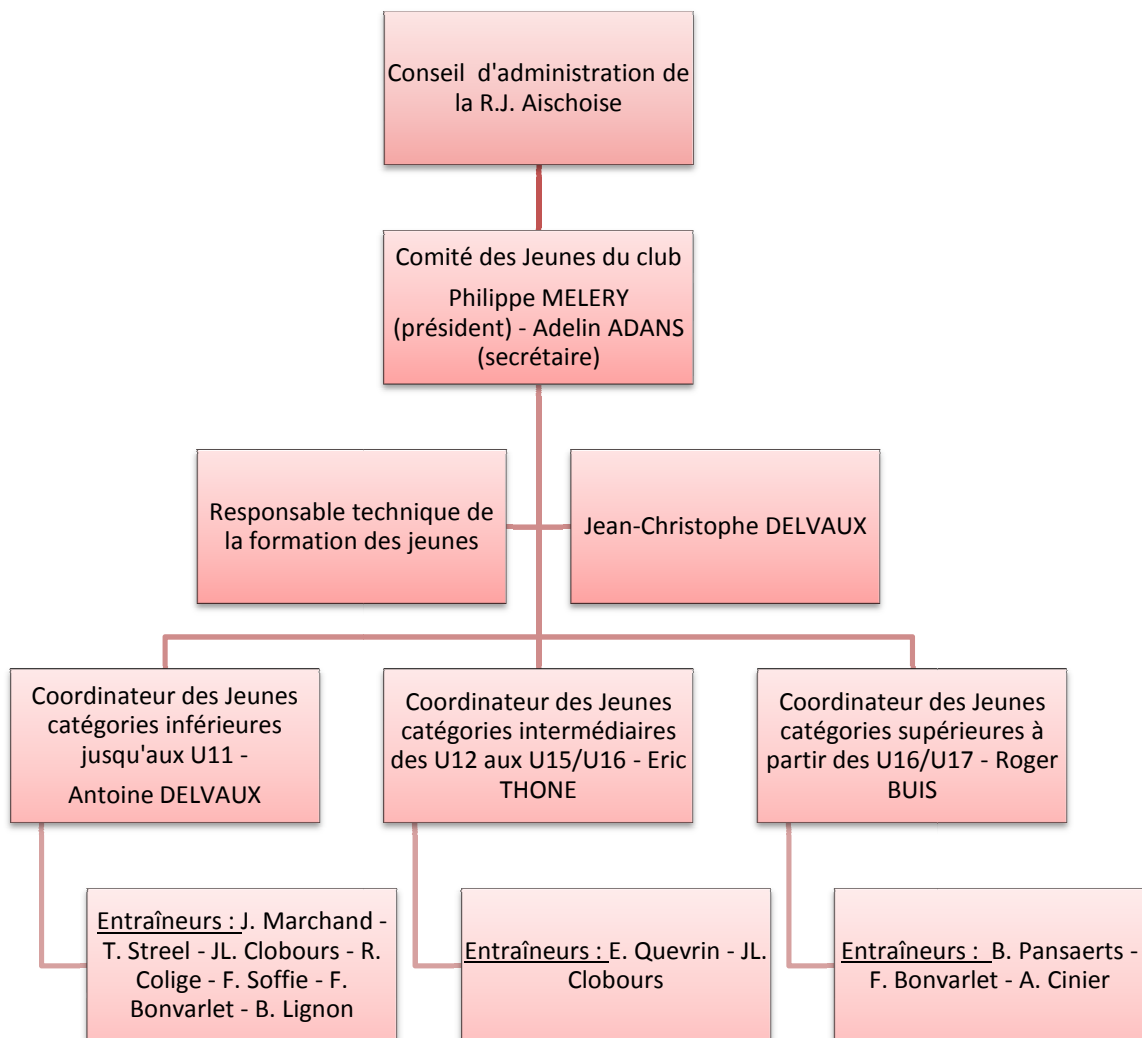 Conseil d'administration de
la R.J. Aischoise
Comité des Jeunes du club
Philippe MELERY
(président) - Adelin ADANS
(secrétaire)
Responsable technique de
la formation des jeunes
Jean-Christophe DELVAUX
Coordinateur des Jeunes
catégories inférieures
jusqu'aux U11 -
Antoine DELVAUX
Coordinateur des Jeunes
catégories intermédiaires
des U12 aux U15/U16 - Eric
THONE
Coordinateur des Jeunes
catégories supérieures à
partir des U16/U17 - Roger
BUIS
Entraîneurs : J. Marchand -
T. Streel - JL. Clobours - R.
Colige - F. Soffie - F.
Bonvarlet - B. Lignon
Entraîneurs : E. Quevrin - JL.
Clobours
Entraîneurs : B. Pansaerts -
F. Bonvarlet - A. Cinier